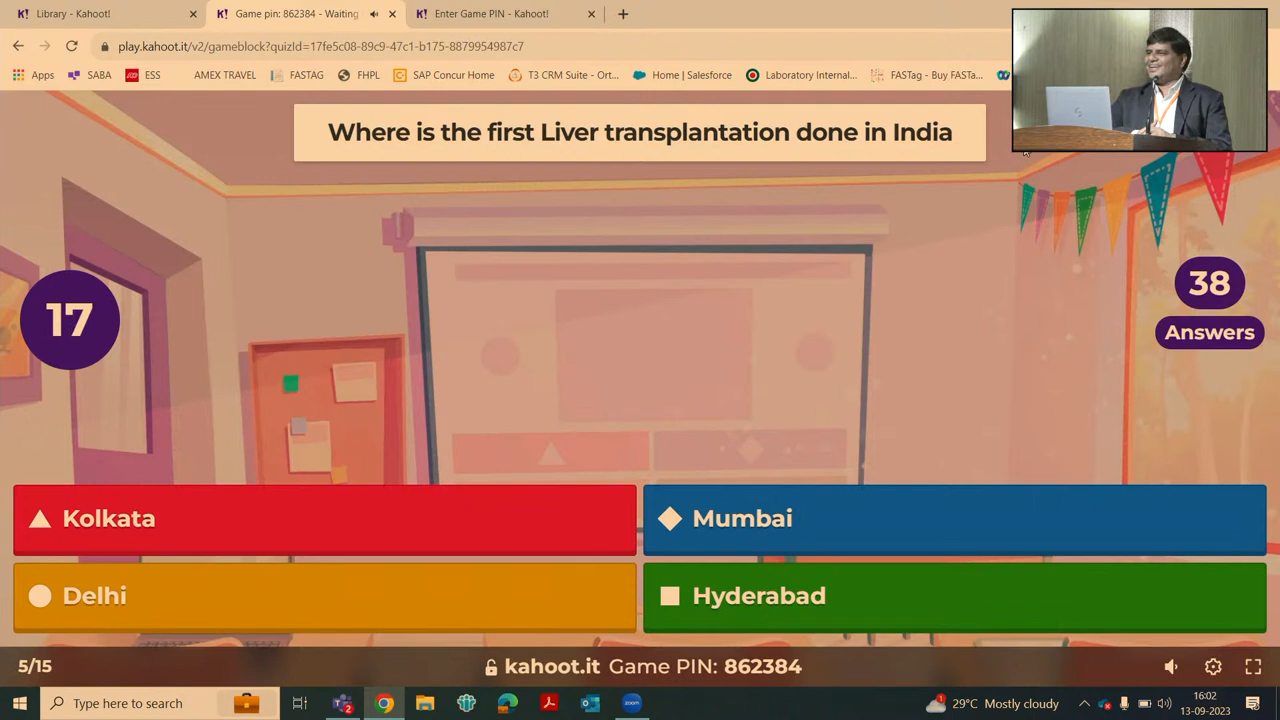 Library - Kahoot!
Game pin: 862384 - Waiting
Enter Game PIN - Kahoot!
play.kahoot.it/v2/gameblock?quizId=17fe5c08-89c9-47c1-b175-8879954987c7
Apps
SABA
ESS
AMEX TRAVEL
FASTAG
FHPL
SAP Concur Home
T3 CRM Suite - Ort...
Home | Salesforce
Laboratory Internal...
FASTag - Buy FASTa...
Where is the first Liver transplantation done in India
17
38
Answers
Kolkata
Mumbai
Delhi
Hyderabad
5/15
kahoot.it Game PIN: 862384
Type here to search
29°C Mostly cloudy
16:02
13-09-2023